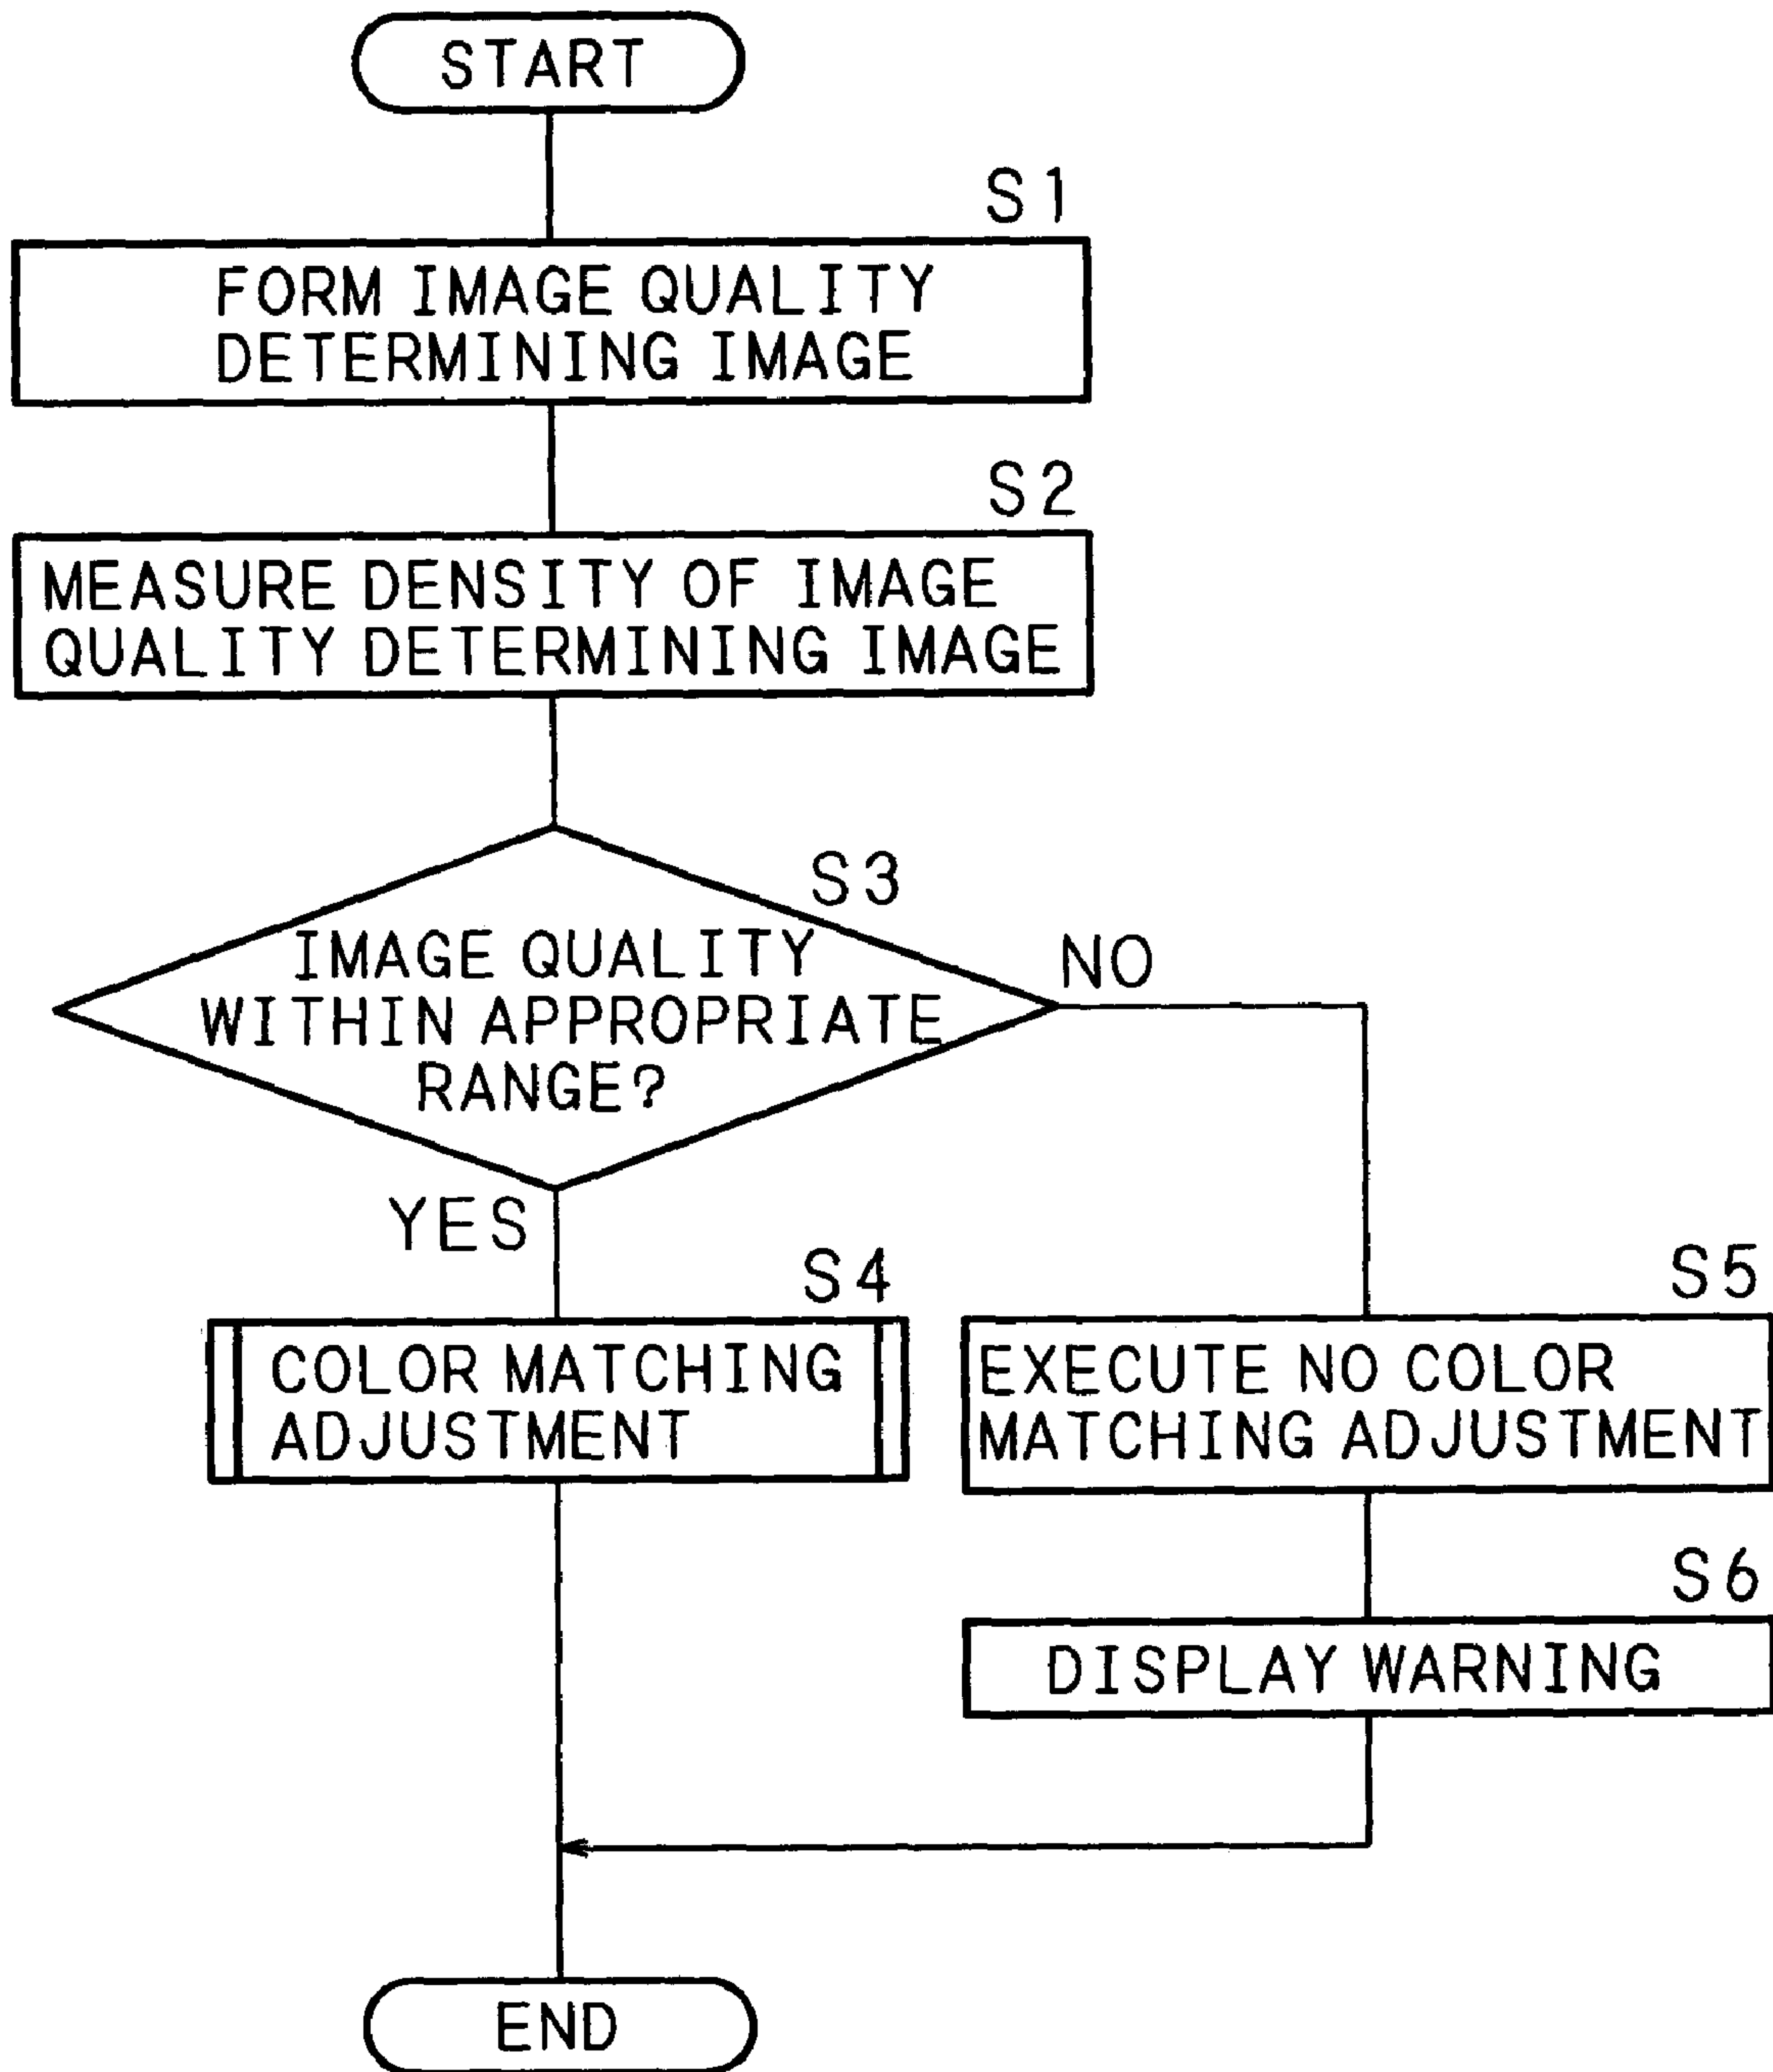 START
S1
FORM IMAGE QUALITY
DETERMINING IMAGE
S2
MEASURE DENSITY OF IMAGE
QUALITY DETERMINING IMAGE
S3
IMAGE QUALITY
WITHIN APPROPRIATE
RANGE?
NO
YES
S4
COLOR MATCHING
ADJUSTMENT
S5
EXECUTE NO COLOR
MATCHING ADJUSTMENT
S6
DISPLAY WARNING
END